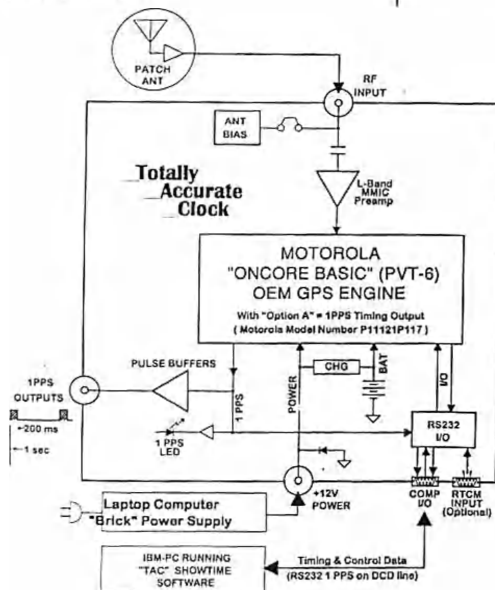 PATCH
ANT
RF
INPUT
ANT
BIAS
Totally
Accurate
Clock
L-Band
MMIC
Preamp
MOTOROLA
"ONCORE BASIC" (PVT-6)
OEM GPS ENGINE
With "Option A" = 1PPS Timing Output
( Motorola Model Number P11121P117 )
PULSE BUFFERS
1PPS
OUTPUTS
200 ms
1 sec
1 PPS
LED
1 PPS
POWER
CHG
BAT
I/O
RS232
I/O
+12V
POWER
COMP
I/O
RTCM
INPUT
(Optional)
Laptop Computer
"Brick" Power Supply
IBM-PC RUNNING
"TAC" SHOWTIME
SOFTWARE
Timing & Control Data
(RS232 1 PPS on DCD line)